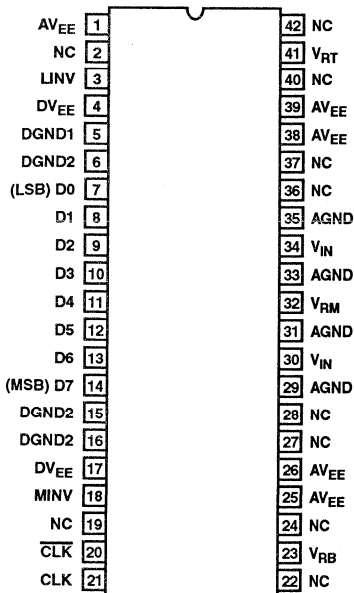 AVEE 1 42 NC
NC 2 41 VRT
LINV 3 40 NC
DVEE 4 39 AVEE
DGND1 5 38 AVEE
DGND2 6 37 NC
(LSB) D0 7 36 NC
D1 8 35 AGND
D2 9 34 VIN
D3 10 33 AGND
D4 11 32 VRM
D5 12 31 AGND
D6 13 30 VIN
(MSB) D7 14 29 AGND
DGND2 15 28 NC
DGND2 16 27 NC
DVEE 17 26 AVEE
MINV 18 25 AVEE
NC 19 24 NC
CLK 20 23 VRB
CLK 21 22 NC